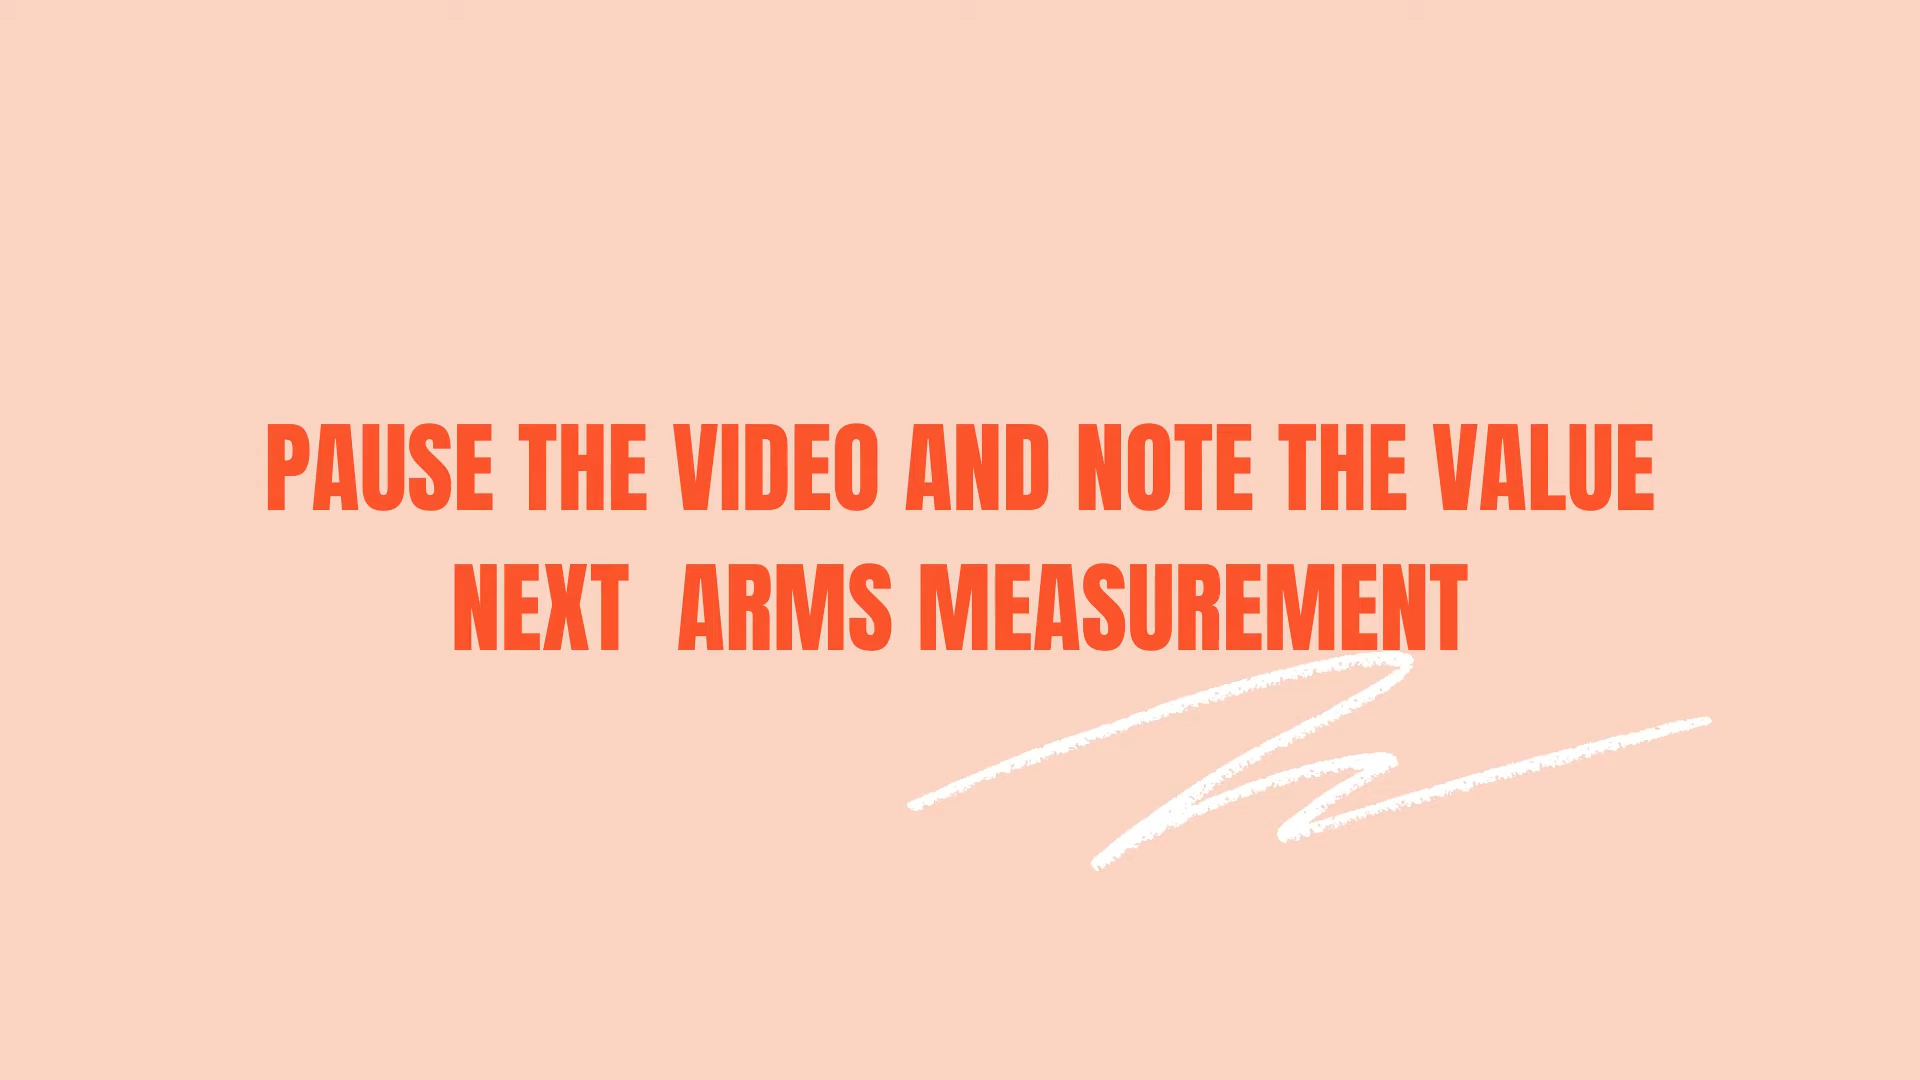 PAUSE THE VIDEO AND NOTE THE VALUE
NEXT  ARMS MEASUREMENT